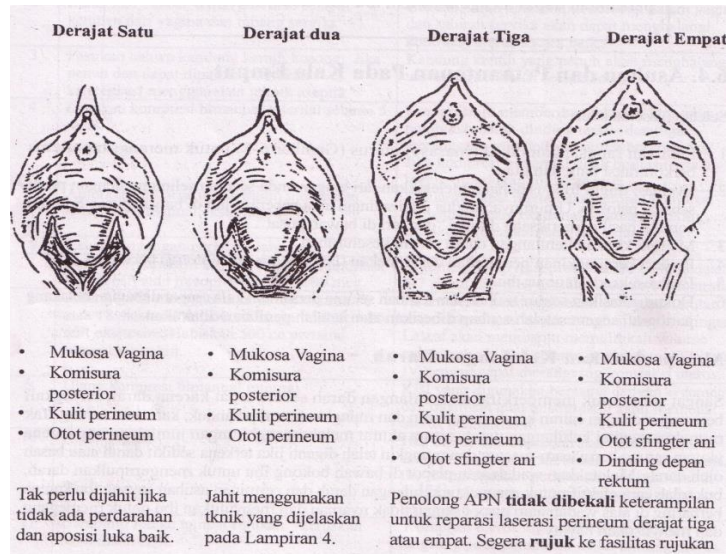 Derajat Satu
• Mukosa Vagina
• Komisura
posterior
• Kulit perineum
• Otot perineum
Tak perlu dijahit jika
tidak ada perdarahan
dan aposisi luka baik.
Derajat dua
• Mukosa Vagina
• Komisura
posterior
• Kulit perineum
• Otot perineum
Jahit menggunakan
tknik yang dijelaskan
pada Lampiran 4.
Derajat Tiga
• Mukosa Vagina
• Komisura
posterior
• Kulit perineum
• Otot perineum
• Otot sfingter ani
Derajat Empat
• Mukosa Vagina
• Komisura
posterior
• Kulit perineum
• Otot sfingter ani
• Dinding depan
rektum
Penolong APN tidak dibekali ketrampilan
untuk reparasi laserasi perineum derajat tiga
atau empat. Segera rujuk ke fasilitas rujukan